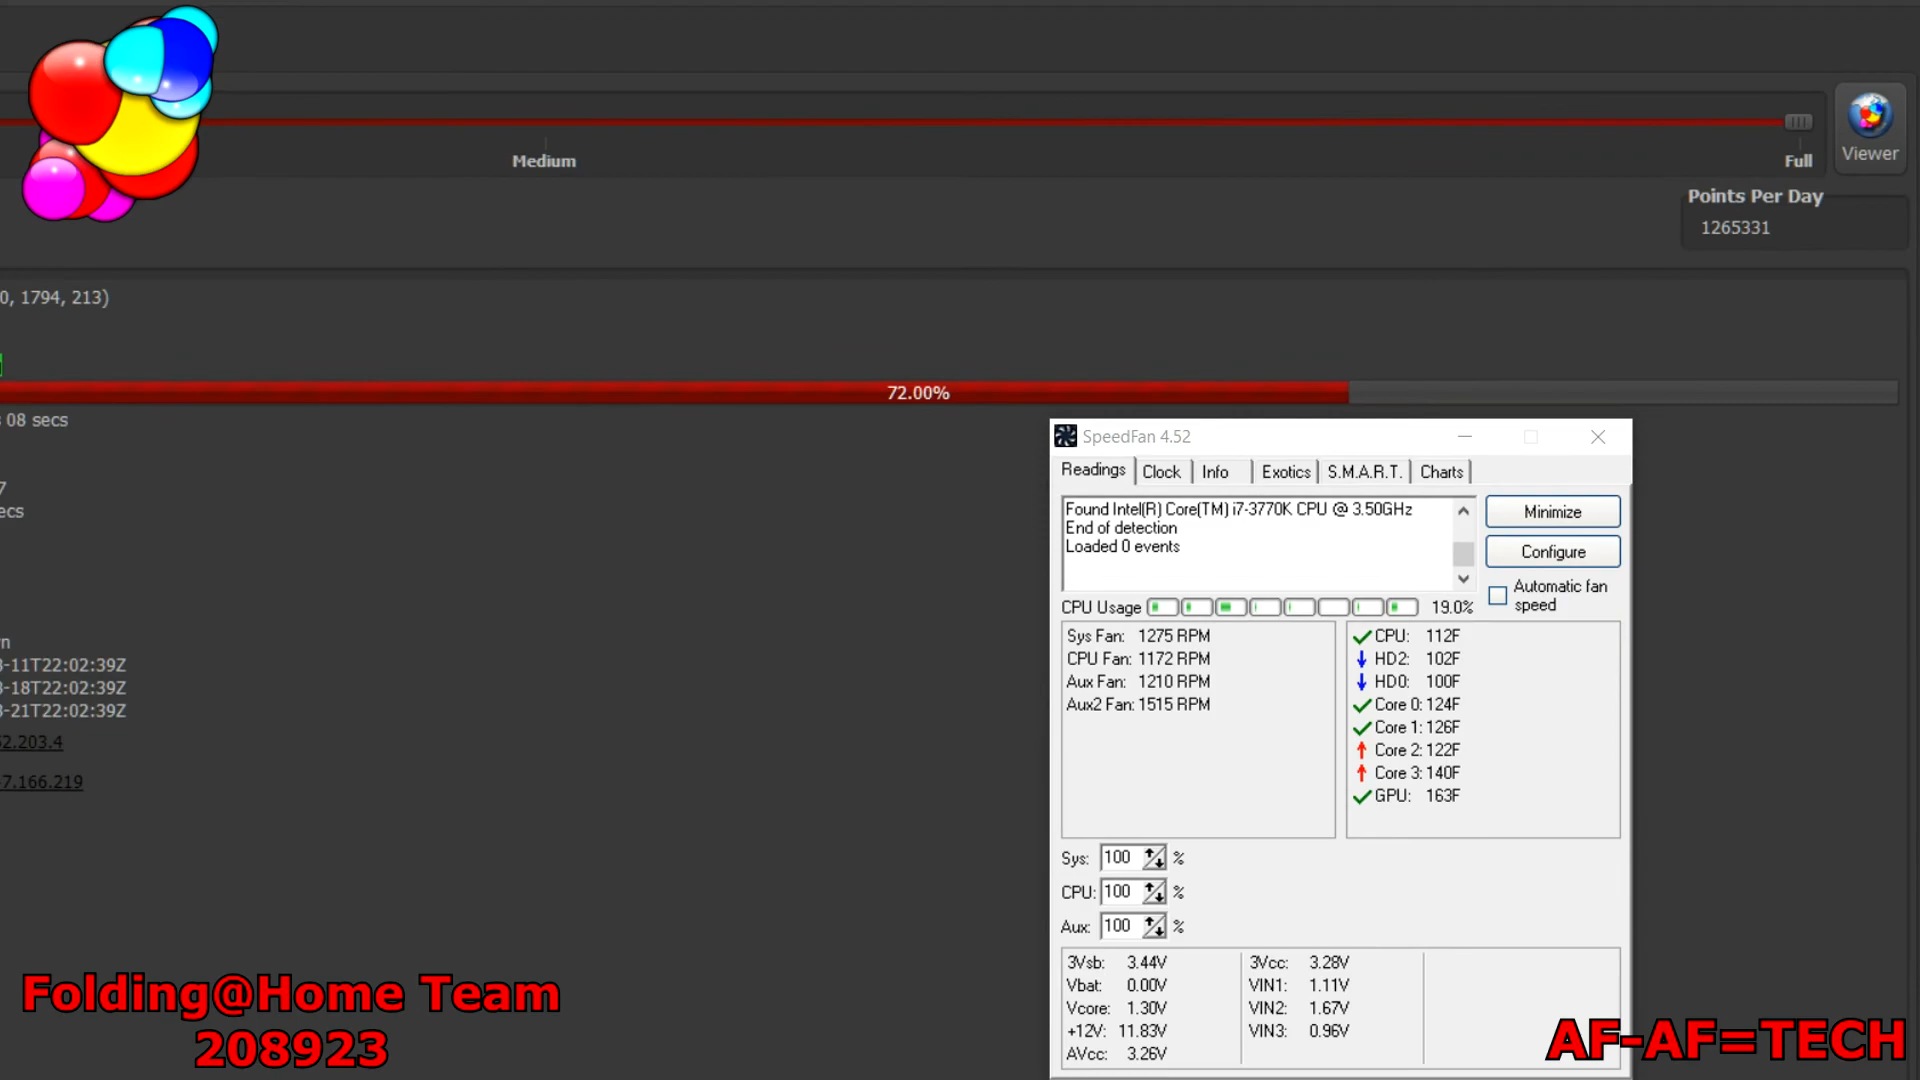 Medium
Full
Viewer
Points Per Day
1265331
0, 1794, 213)
72.00%
08 secs
7
ecs
n
-11T22:02:39Z
-18T22:02:39Z
-21T22:02:39Z
2.203.4
7.166.219
SpeedFan 4.52
Readings Clock Info Exotics S.M.A.R.T. Charts
Found Intel(R) Core(TM) i7-3770K CPU @ 3.50GHz
End of detection
Loaded 0 events
Minimize
Configure
Automatic fan
speed
CPU Usage 19.0%
Sys Fan: 1275 RPM
CPU Fan: 1172 RPM
Aux Fan: 1210 RPM
Aux2 Fan: 1515 RPM
CPU: 112F
HD2: 102F
HD0: 100F
Core 0: 124F
Core 1: 126F
Core 2: 122F
Core 3: 140F
GPU: 163F
Sys: 100 %
CPU: 100 %
Aux: 100 %
3Vsb: 3.44V
Vbat: 0.00V
Vcore: 1.30V
+12V: 11.83V
AVcc: 3.26V
3Vcc: 3.28V
VIN1: 1.11V
VIN2: 1.67V
VIN3: 0.96V
Folding@Home Team
208923
AF-AF=TECH